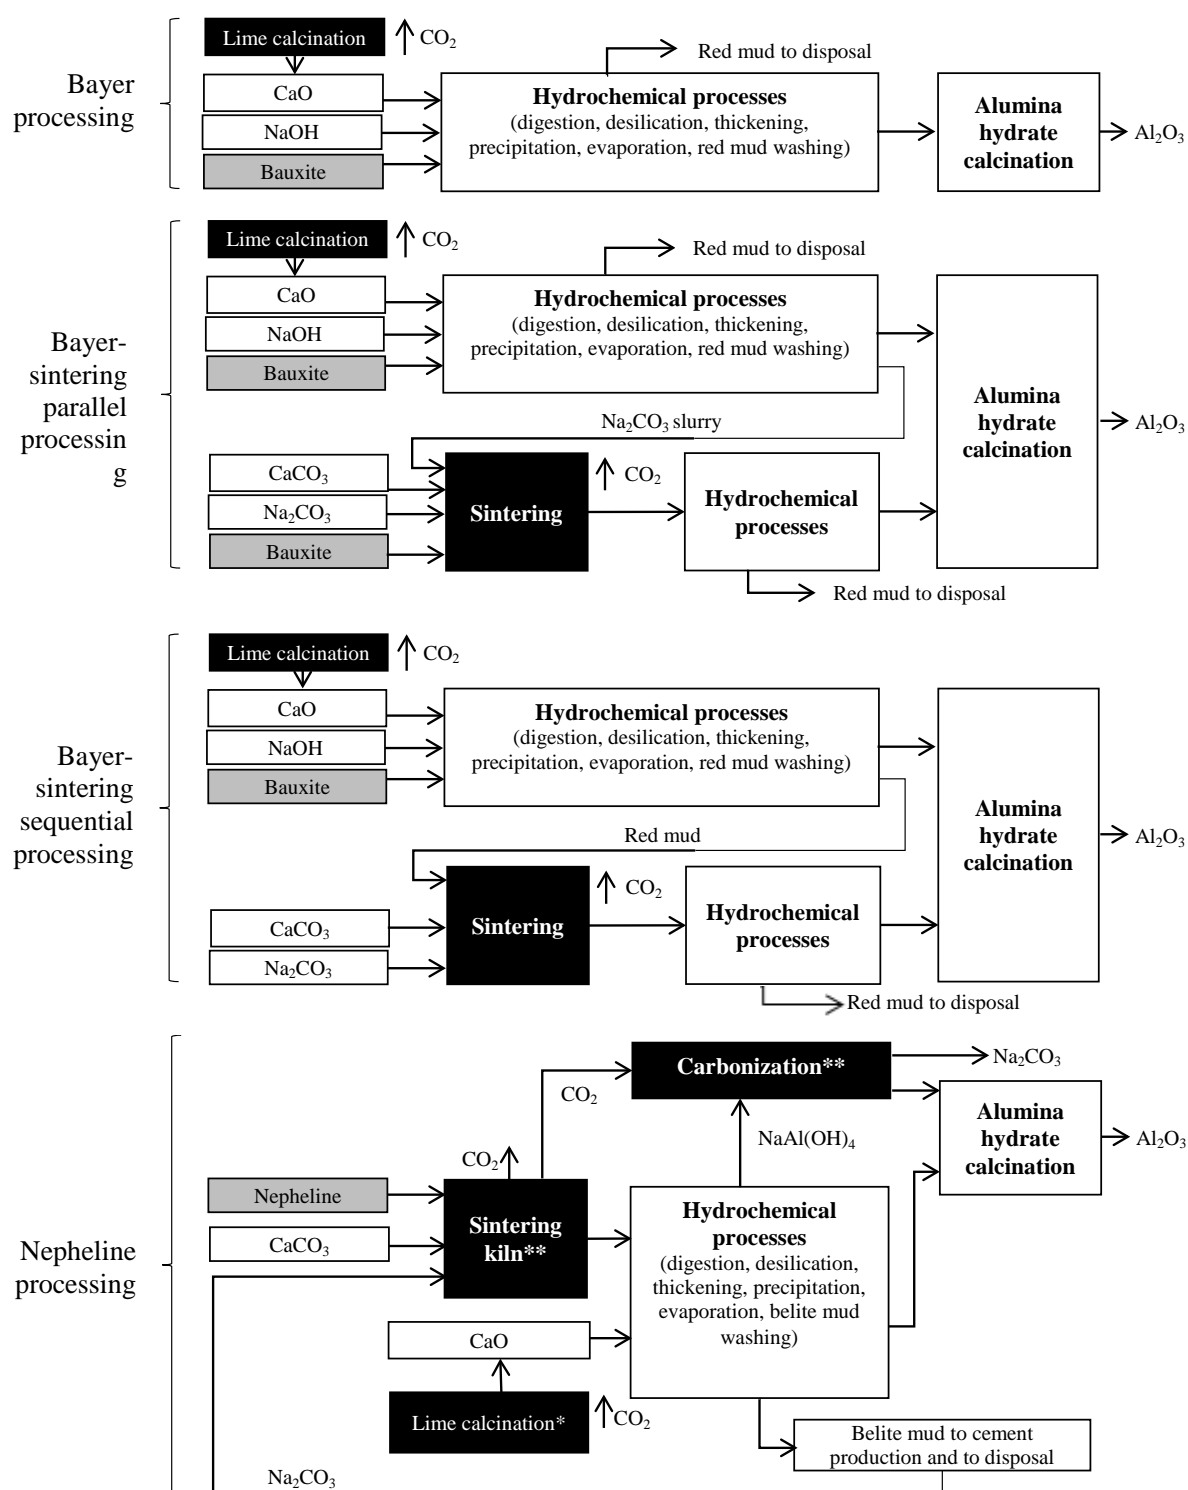 Bayer
processing
Lime calcination
CO2
CaO
NaOH
Bauxite
Red mud to disposal
Hydrochemical processes
(digestion, desilication, thickening,
precipitation, evaporation, red mud washing)
Alumina
hydrate
calcination
Al2O3
Bayer-
sintering
parallel
processin
g
Lime calcination
CO2
CaO
NaOH
Bauxite
Red mud to disposal
Hydrochemical processes
(digestion, desilication, thickening,
precipitation, evaporation, red mud washing)
Na2CO3 slurry
CaCO3
Na2CO3
Bauxite
Sintering
CO2
Hydrochemical
processes
Red mud to disposal
Alumina
hydrate
calcination
Al2O3
Bayer-
sintering
sequential
processing
Lime calcination
CO2
CaO
NaOH
Bauxite
Hydrochemical processes
(digestion, desilication, thickening,
precipitation, evaporation, red mud washing)
Red mud
CaCO3
Na2CO3
Sintering
CO2
Hydrochemical
processes
Red mud to disposal
Alumina
hydrate
calcination
Al2O3
Nepheline
processing
Carbonization**
Na2CO3
CO2
CO2
NaAl(OH)4
Alumina
hydrate
calcination
Al2O3
Nepheline
CaCO3
Sintering
kiln**
Hydrochemical
processes
(digestion, desilication,
thickening, precipitation,
evaporation, belite mud
washing)
CaO
Lime calcination*
CO2
Belite mud to cement
production and to disposal
Na2CO3